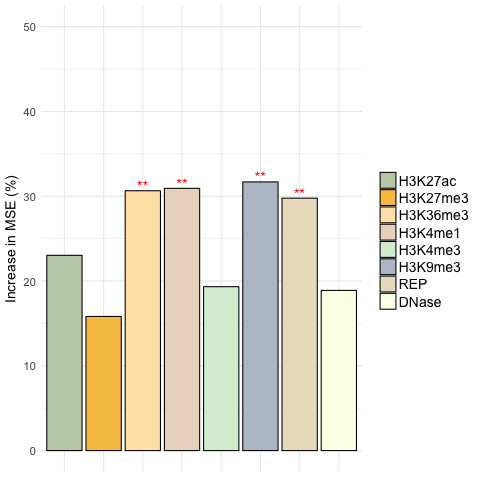 50
40
30
20
10
0
Increase in MSE (%)
**
**
**
**
H3K27ac
H3K27me3
H3K36me3
H3K4me1
H3K4me3
H3K9me3
REP
DNase